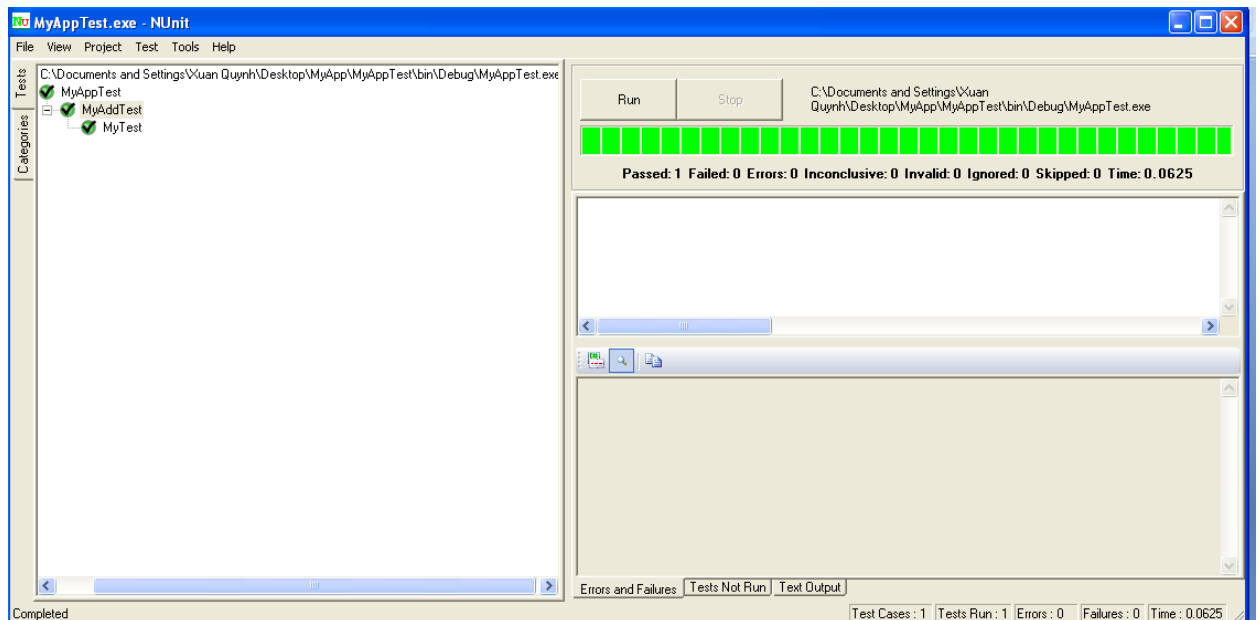 MyAppTest.exe - NUnit
File View Project Test Tools Help
Tests
Categories
C:\Documents and Settings\Xuan Quynh\Desktop\MyApp\MyAppTest\bin\Debug\MyAppTest.exe
MyAppTest
MyAddTest
MyTest
Run
Stop
C:\Documents and Settings\Xuan
Quynh\Desktop\MyApp\MyAppTest\bin\Debug\MyAppTest.exe
Passed: 1 Failed: 0 Errors: 0 Inconclusive: 0 Invalid: 0 Ignored: 0 Skipped: 0 Time: 0.0625
Errors and Failures Tests Not Run Text Output
Completed
Test Cases : 1 Tests Run : 1 Errors : 0 Failures : 0 Time : 0.0625